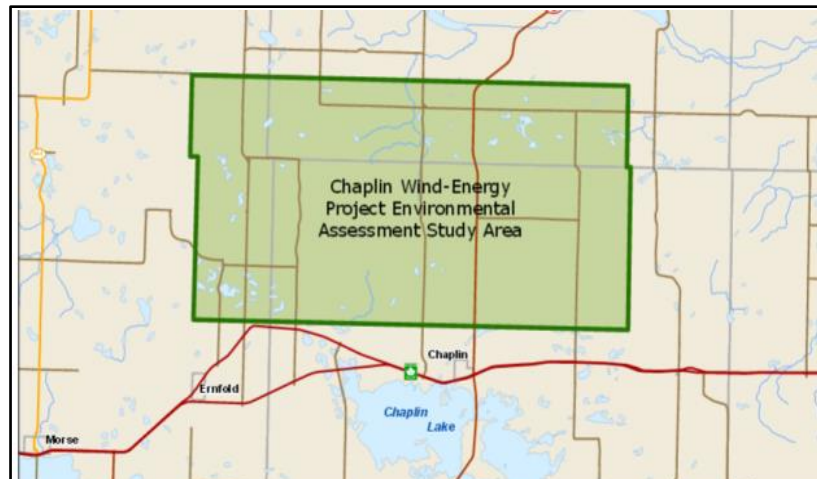 Chaplin Wind-Energy
Project Environmental
Assessment Study Area
Chaplin
Ernfold
Chaplin
Lake
Morse